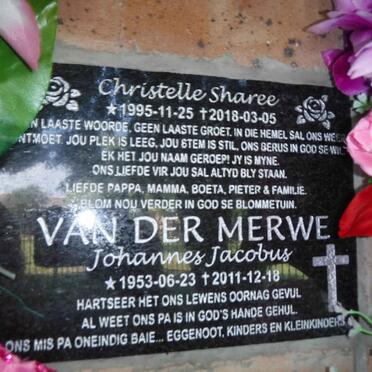 Christelle Sharee
★1995-11-25 †2018-03-05
N LAASTE WOORDE, GEEN LAASTE GROET. IN DIE HEMEL SAL ONS WEER
NTMOET. JOU PLEK IS LEEG, JOU STEM IS STIL, ONS BERUS IN GOD SE WIL
EK HET JOU NAAM GEROEP! JY IS MYNE.
ONS LIEFDE VIR JOU SAL ALTYD BLY STAAN.
LIEFDE PAPPA, MAMMA, BOETA, PIETER & FAMILIE.
BLOM NOU VERDER IN GOD SE BLOMMETUIN.
VAN DER MERWE
Johannes Jacobus
★1953-06-23 †2011-12-18
HARTSEER HET ONS LEWENS OORNAG GEVUL
AL WEET ONS PA IS IN GOD'S HANDE GEHUL.
ONS MIS PA ONEINDIG BAIE... EGGENOOT, KINDERS EN KLEINKINDERS